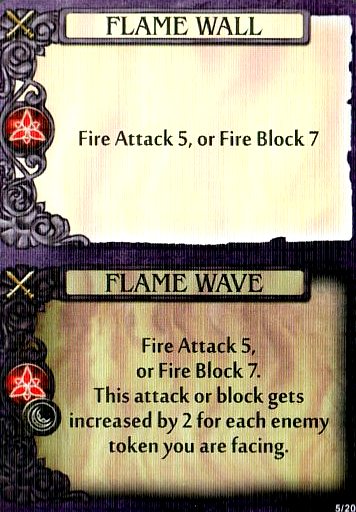 FLAME WALL
Fire Attack 5, or Fire Block 7
FLAME WAVE
Fire Attack 5,
or Fire Block 7.
This attack or block gets
increased by 2 for each enemy
token you are facing.
5/20